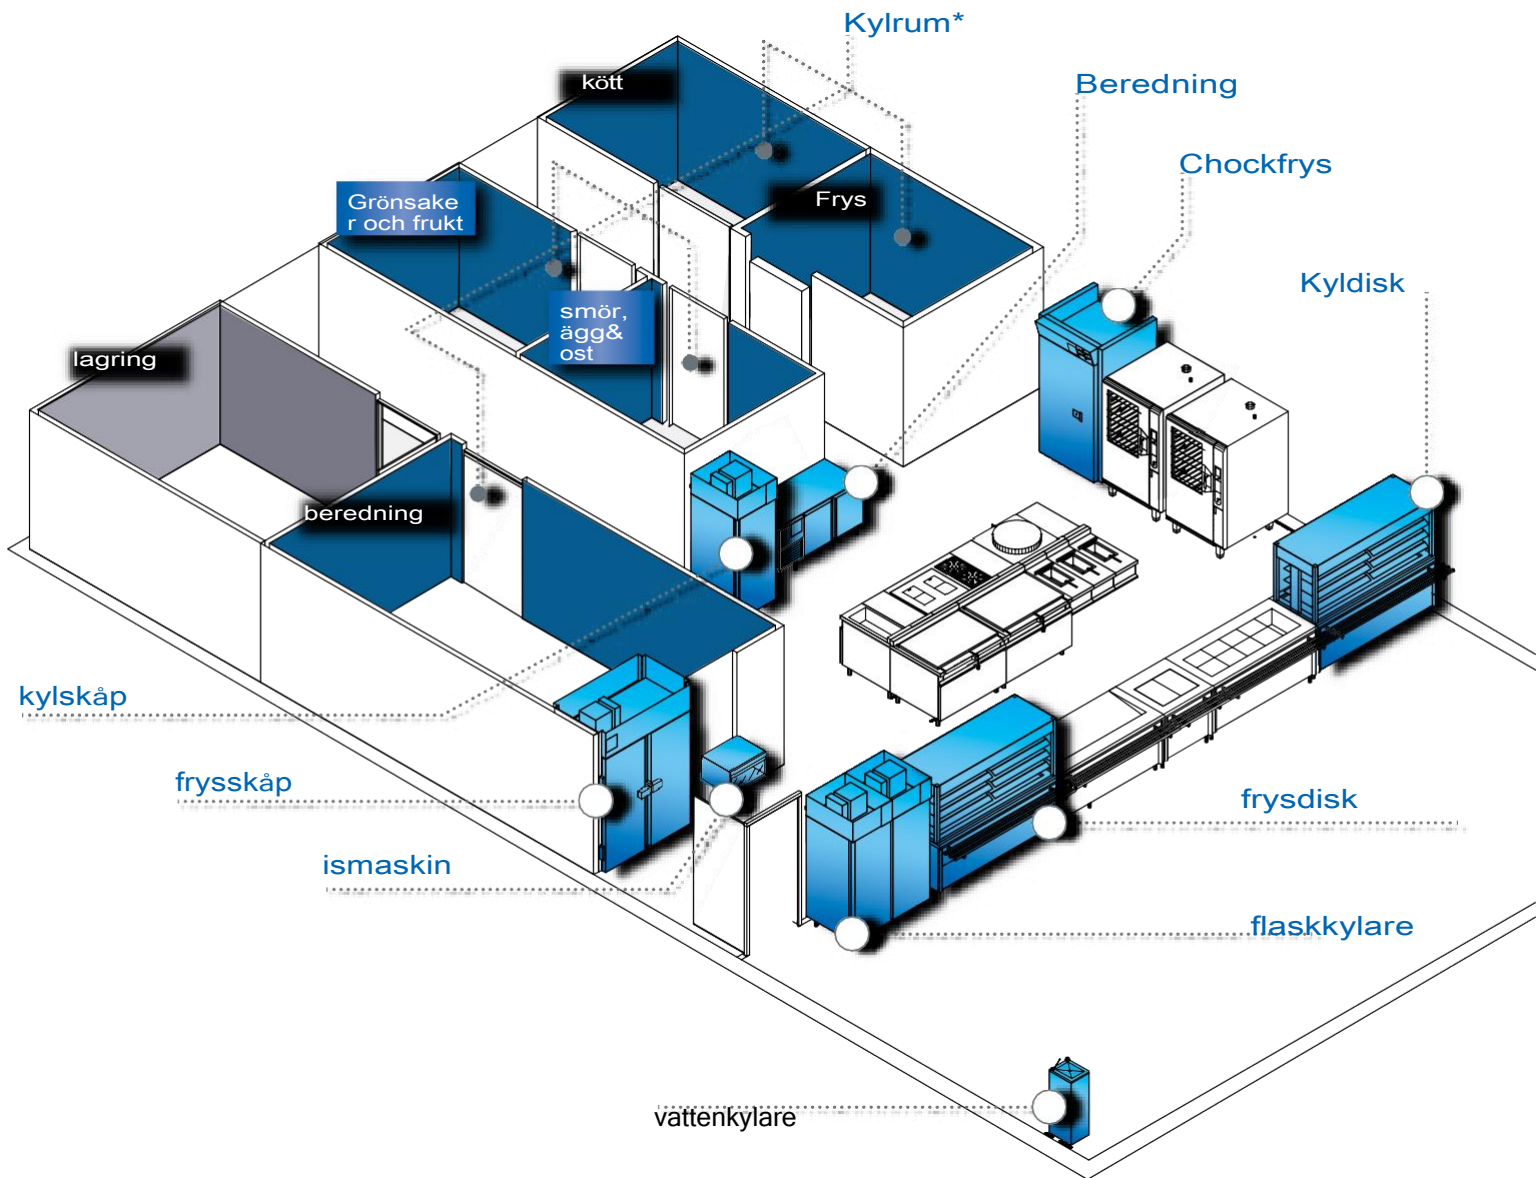 Kylrum*
kött
Beredning
Chockfrys
Grönsake
r och frukt
Frys
Kyldisk
smör,
ägg&
ost
lagring
beredning
kylskåp
frysskåp
frysdisk
ismaskin
flaskkylare
vattenkylare